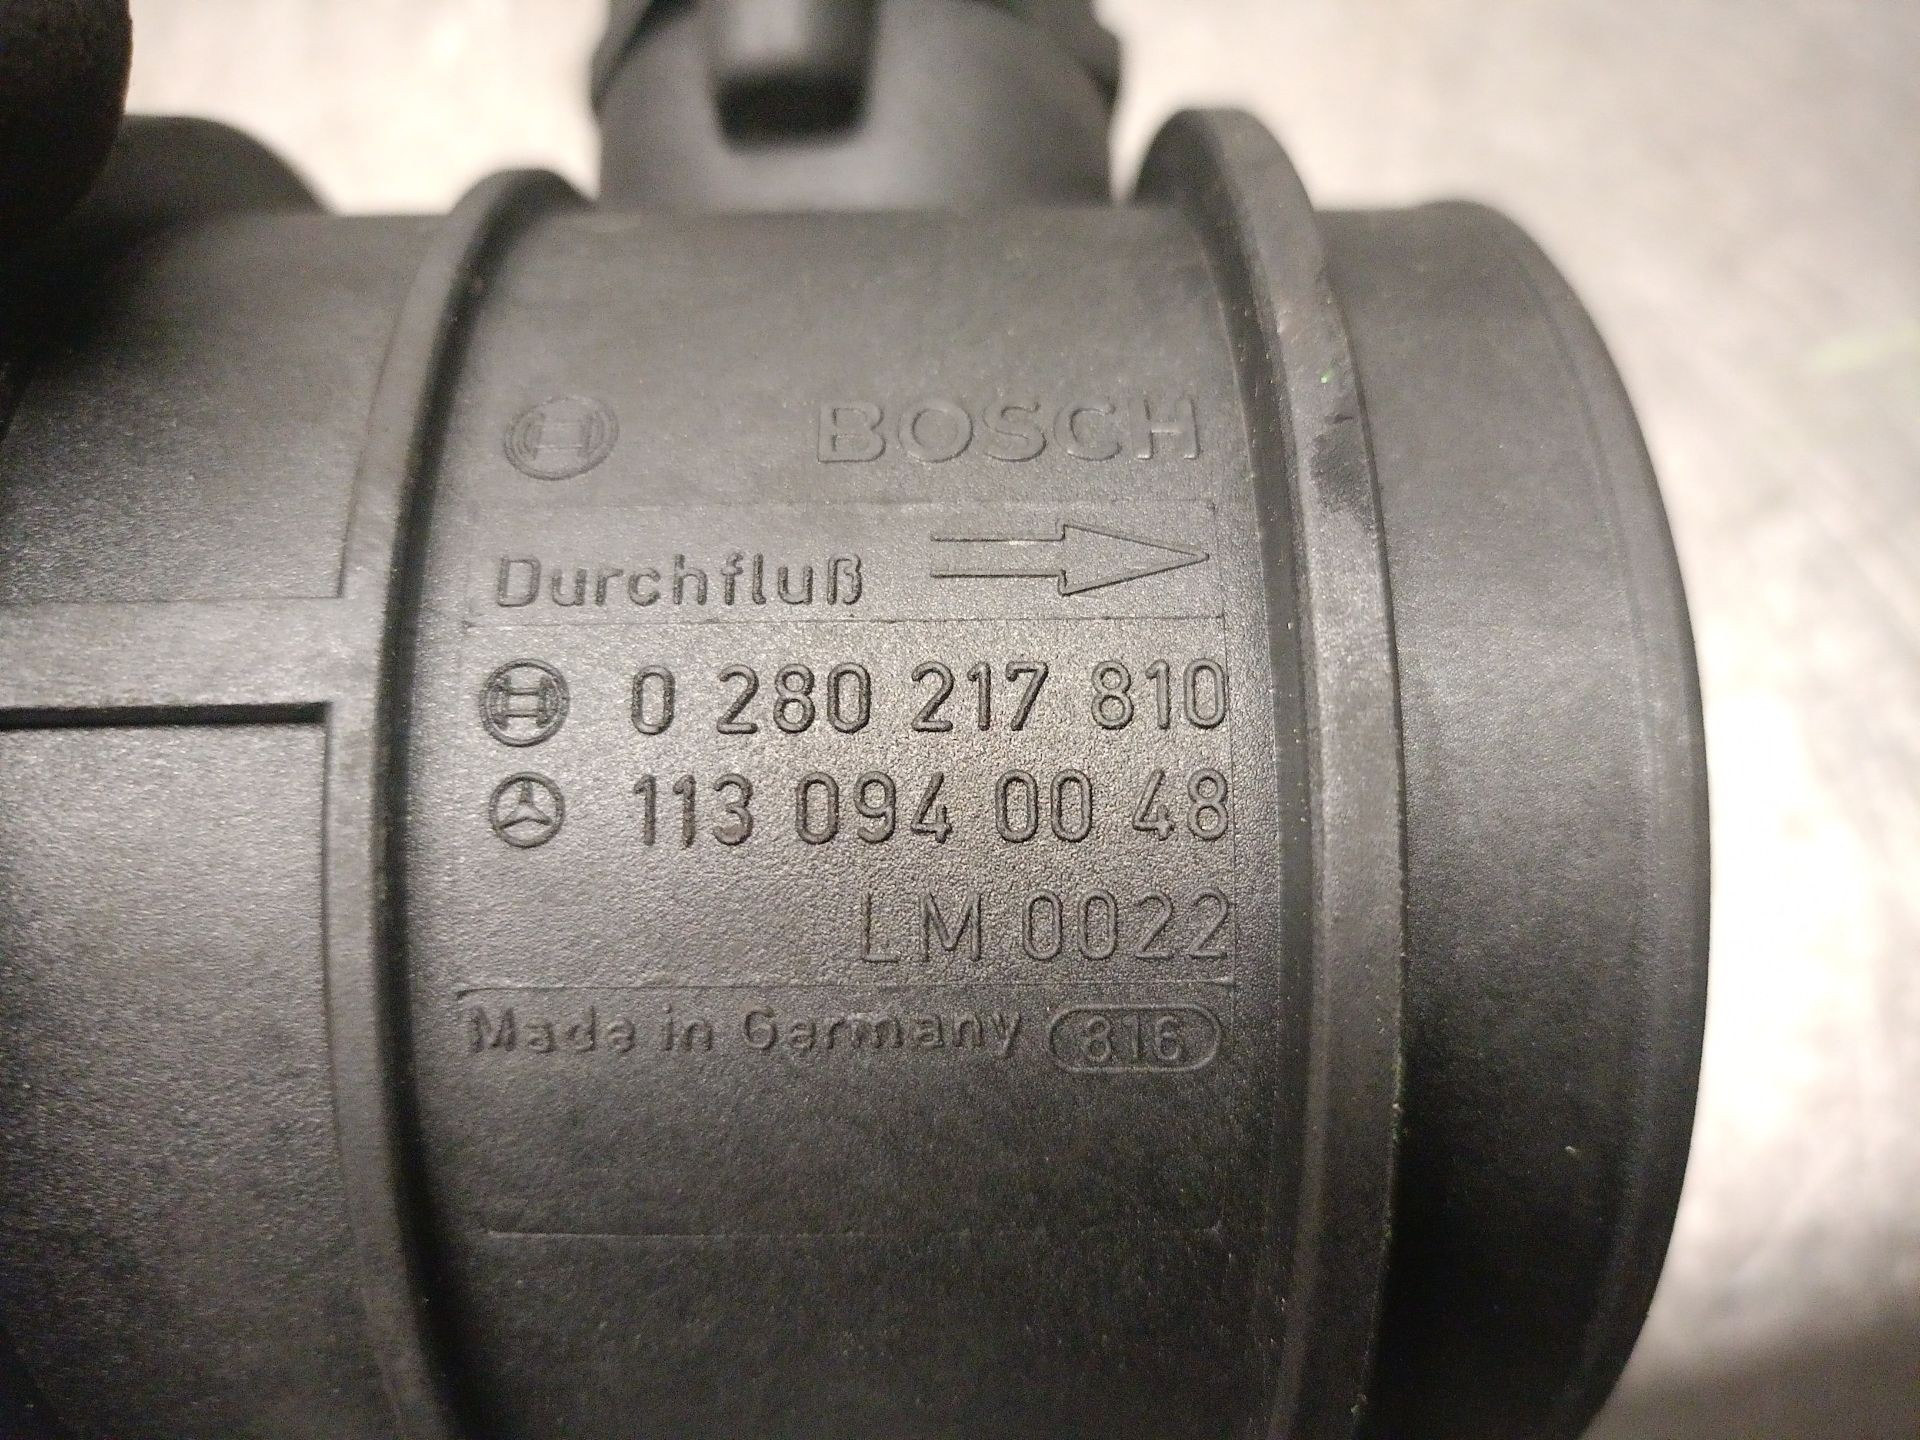 BOSCH
Durchfluß
0 280 217 810
113 094 00 48
LM 0022
Made in Germany 816